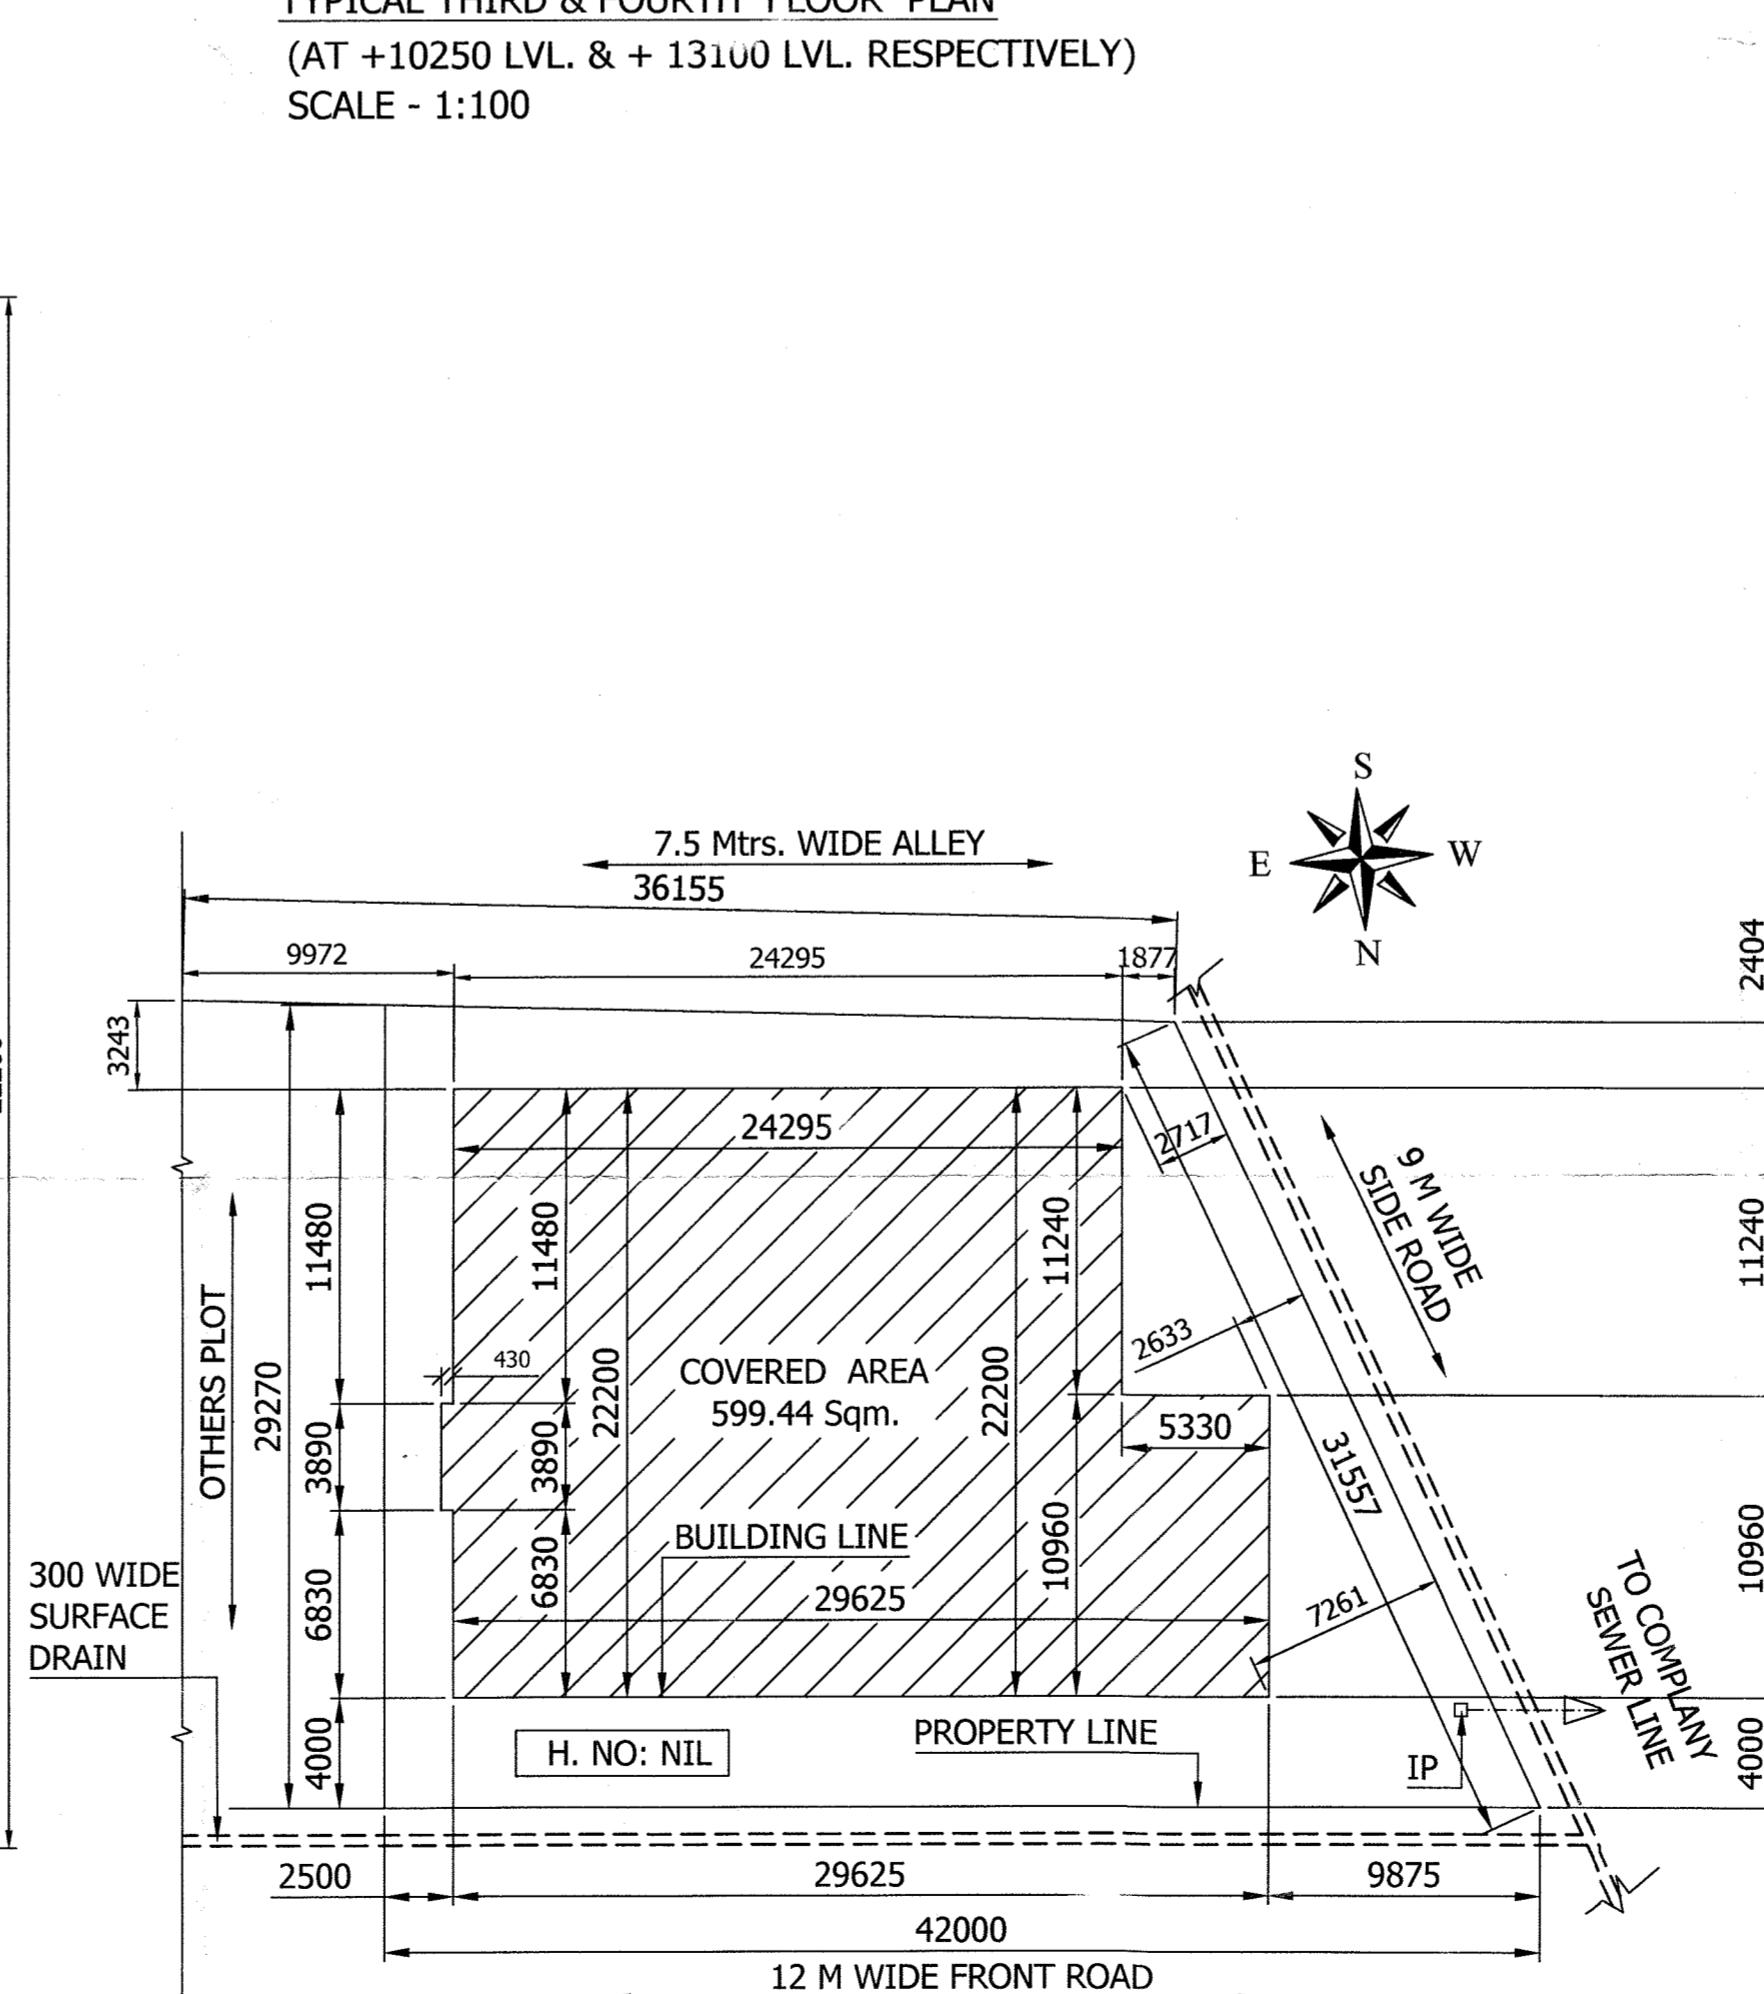 TYPICAL THIRD & FOURTH FLOOR PLAN
(AT +10250 LVL. & + 13100 LVL. RESPECTIVELY)
SCALE - 1:100
S
E
W
N
7.5 Mtrs. WIDE ALLEY
36155
9972
24295
1877
2404
3243
24295
2717
9 M WIDE
SIDE ROAD
11480
11480
11240
11240
OTHERS PLOT
29270
430
22200
22200
2633
COVERED AREA
599.44 Sqm.
3890
3890
5330
31557
BUILDING LINE
6830
6830
10960
10960
29625
7261
300 WIDE
SURFACE
DRAIN
TO COMPLANY
SEWER LINE
4000
H. NO: NIL
PROPERTY LINE
IP
4000
2500
29625
9875
42000
12 M WIDE FRONT ROAD